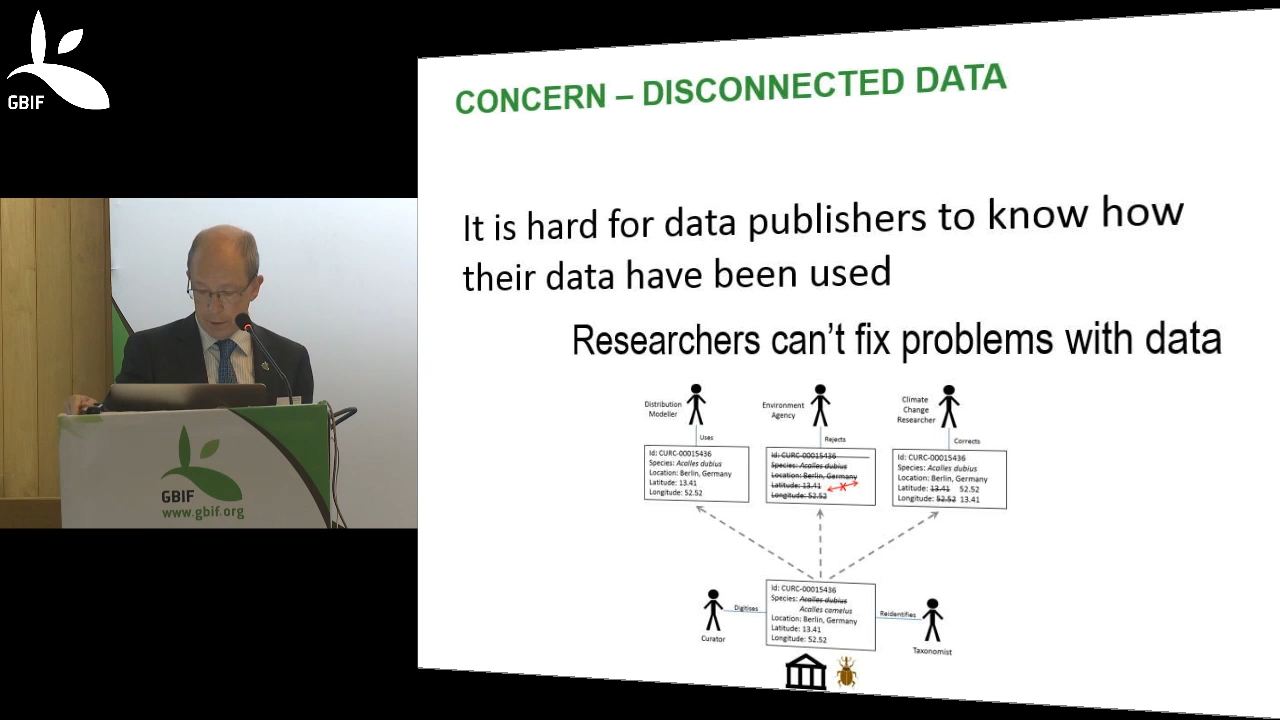 GBIF
CONCERN – DISCONNECTED DATA
It is hard for data publishers to know how
their data have been used
Researchers can't fix problems with data
Distribution
Modeller
Uses
Id: CURC-00015436
Species: Acalles dubius
Location: Berlin, Germany
Latitude: 13.41
Longitude: 52.52
Environment
Agency
Rejects
Id: CURC-00015436
Species: Acalles dubius
Location: Berlin, Germany
Latitude: 13.41
Longitude: 52.52
Climate
Change
Researcher
Corrects
Id: CURC-00015436
Species: Acalles dubius
Location: Berlin, Germany
Latitude: 13.41 52.52
Longitude: 52.52 13.41
Curator
Digitises
Id: CURC-00015436
Species: Acalles dubius
Acalles camelus
Location: Berlin, Germany
Latitude: 13.41
Longitude: 52.52
Reidentifies
Taxonomist
GBIF
www.gbif.org